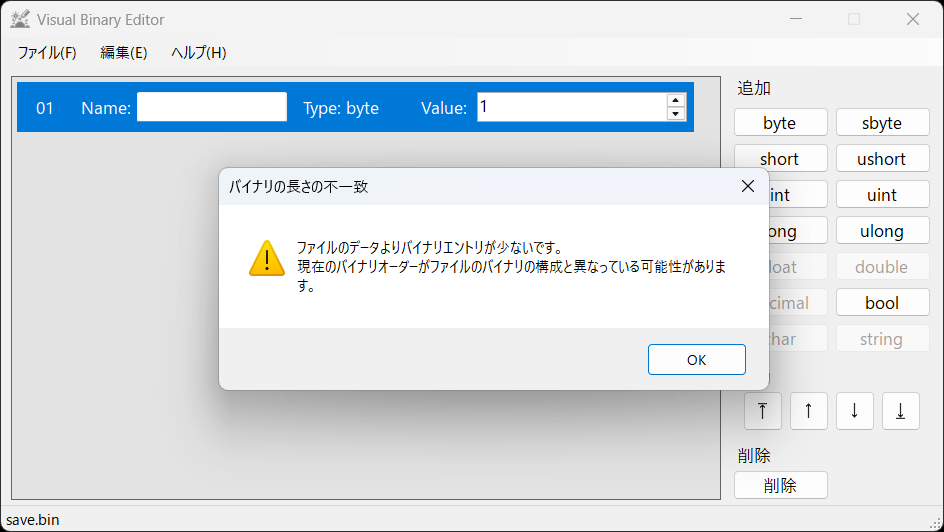 Visual Binary Editor
ファイル(F) 編集(E) ヘルプ(H)
01 Name: Type: byte Value: 1
追加
byte sbyte
short ushort
int uint
ulong
double
bool
string
バイナリの長さの不一致
ファイルのデータよりバイナリエントリが少ないです。
現在のバイナリオーダーがファイルのバイナリの構成と異なっている可能性がありま
す。
OK
↑ ↓
削除
削除
save.bin